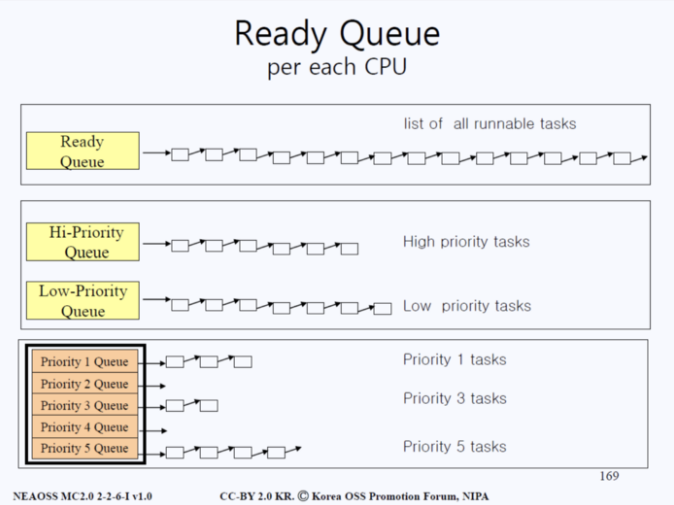 Ready Queue
per each CPU
list of all runnable tasks
Ready
Queue
Hi-Priority
Queue
High priority tasks
Low-Priority
Queue
Low priority tasks
Priority 1 Queue
Priority 1 tasks
Priority 2 Queue
Priority 3 Queue
Priority 3 tasks
Priority 4 Queue
Priority 5 Queue
Priority 5 tasks
169
NEAOSS MC2.0 2-2-6-I v1.0
CC-BY 2.0 KR. Ⓒ Korea OSS Promotion Forum, NIPA